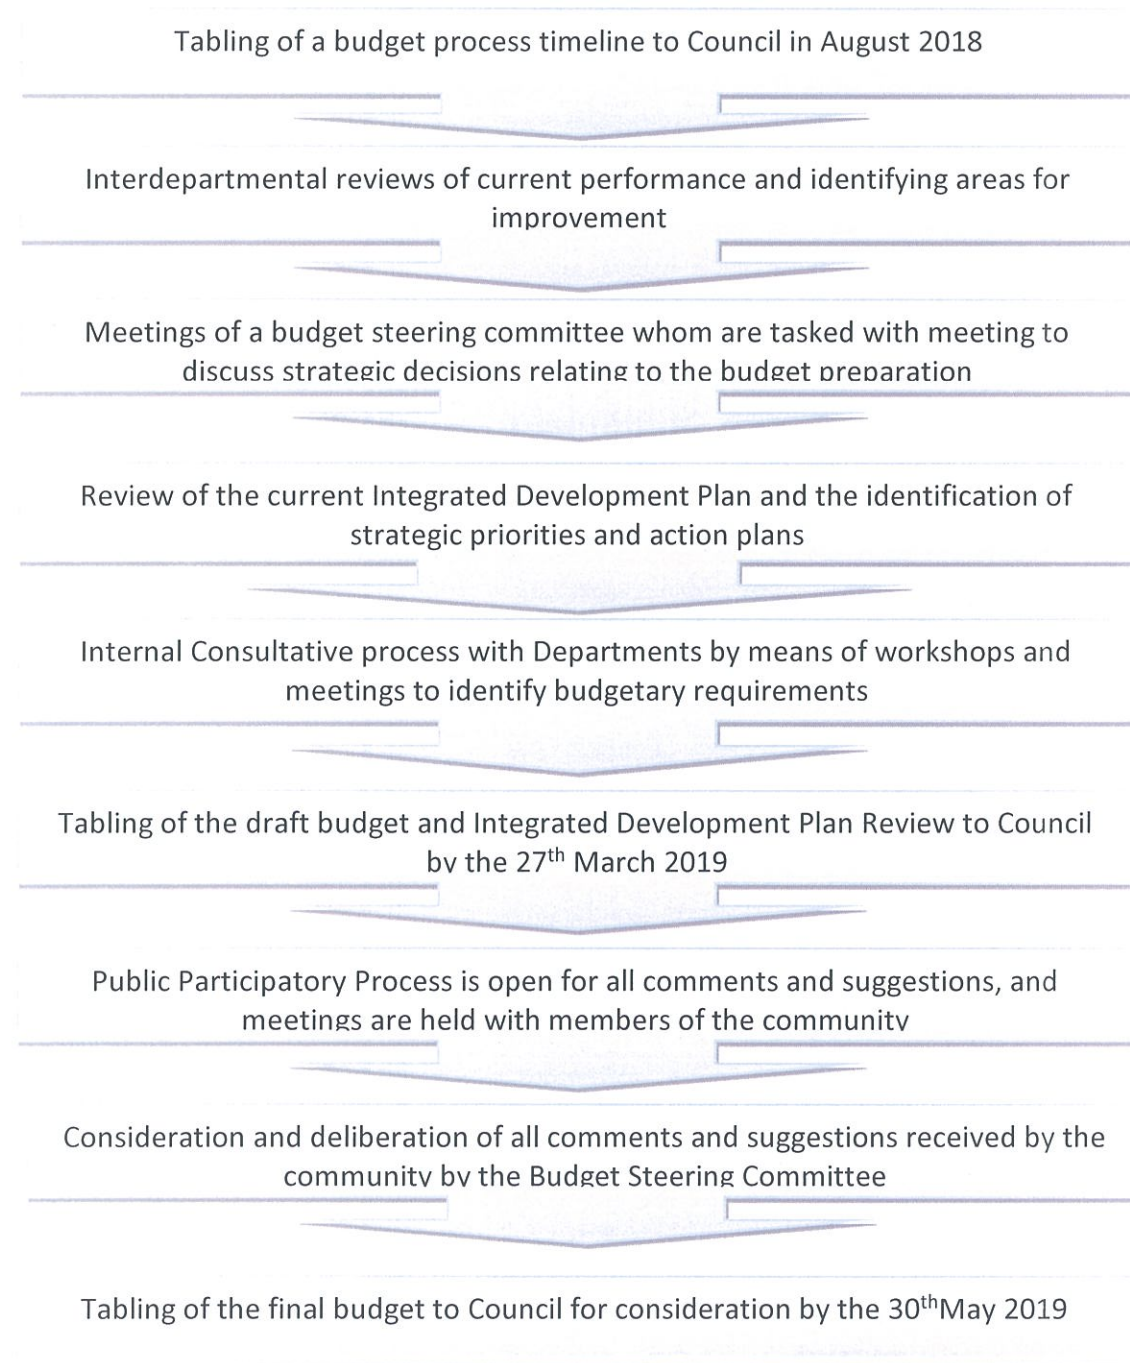 Tabling of a budget process timeline to Council in August 2018
Interdepartmental reviews of current performance and identifying areas for
improvement
Meetings of a budget steering committee whom are tasked with meeting to
discuss strategic decisions relating to the budget preparation
Review of the current Integrated Development Plan and the identification of
strategic priorities and action plans
Internal Consultative process with Departments by means of workshops and
meetings to identify budgetary requirements
Tabling of the draft budget and Integrated Development Plan Review to Council
by the 27th March 2019
Public Participatory Process is open for all comments and suggestions, and
meetings are held with members of the community
Consideration and deliberation of all comments and suggestions received by the
community by the Budget Steering Committee
Tabling of the final budget to Council for consideration by the 30thMay 2019